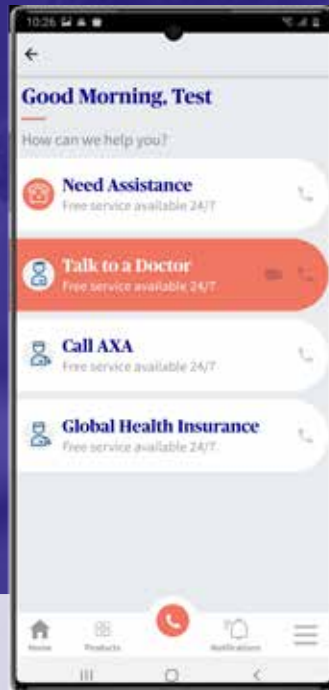 10:26
Good Morning, Test
How can we help you?
Need Assistance
Free service available 24/7
Talk to a Doctor
Free service available 24/7
Call AXA
Free service available 24/7
Global Health Insurance
Free service available 24/7
Home
Products
Notifications